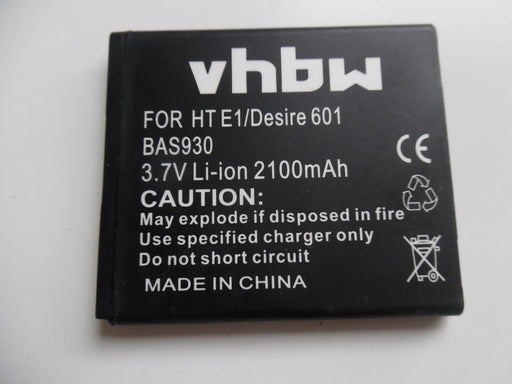 vhbw
FOR HT E1/Desire 601
BAS930
3.7V Li-ion 2100mAh
CAUTION:
May explode if disposed in fire
Use specified charger only
Do not short circuit
MADE IN CHINA
CE